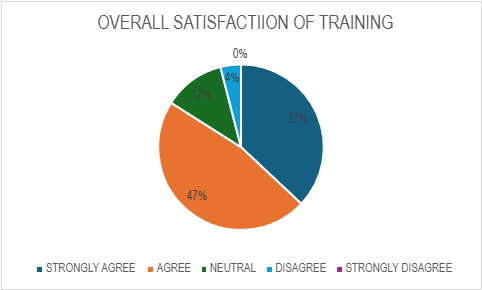 OVERALL SATISFACTIION OF TRAINING
0%
4%
12%
37%
47%
STRONGLY AGREE AGREE NEUTRAL DISAGREE STRONGLY DISAGREE